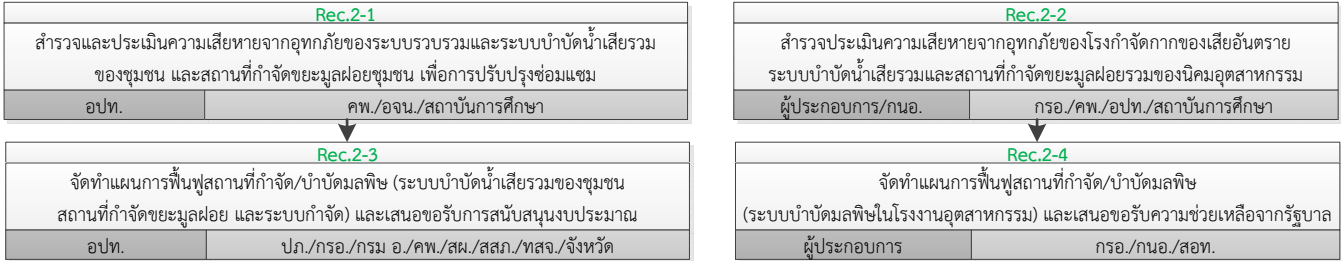 Rec.2-1
สำรวจและประเมินความเสียหายจากอุทกภัยของระบบรวบรวมและระบบบำบัดน้ำเสียรวม
ของชุมชน และสถานที่กำจัดขยะมูลฝอยชุมชน เพื่อการปรับปรุงซ่อมแซม
อปท.
คพ./อจน./สถาบันการศึกษา
Rec.2-2
สำรวจประเมินความเสียหายจากอุทกภัยของโรงกำจัดกากของเสียอันตราย
ระบบบำบัดน้ำเสียรวมและสถานที่กำจัดขยะมูลฝอยรวมของนิคมอุตสาหกรรม
ผู้ประกอบการ/กนอ.
กรอ./คพ./อปท./สถาบันการศึกษา
Rec.2-3
จัดทำแผนการฟื้นฟูสถานที่กำจัด/บำบัดมลพิษ (ระบบบำบัดน้ำเสียรวมของชุมชน
สถานที่กำจัดขยะมูลฝอย และระบบกำจัด) และเสนอขอรับการสนับสนุนงบประมาณ
อปท.
ปภ./กรอ./กรม อ./คพ./สผ./สสภ./ทสจ./จังหวัด
Rec.2-4
จัดทำแผนการฟื้นฟูสถานที่กำจัด/บำบัดมลพิษ
(ระบบบำบัดมลพิษในโรงงานอุตสาหกรรม) และเสนอขอรับความช่วยเหลือจากรัฐบาล
ผู้ประกอบการ
กรอ./กนอ./สอท.